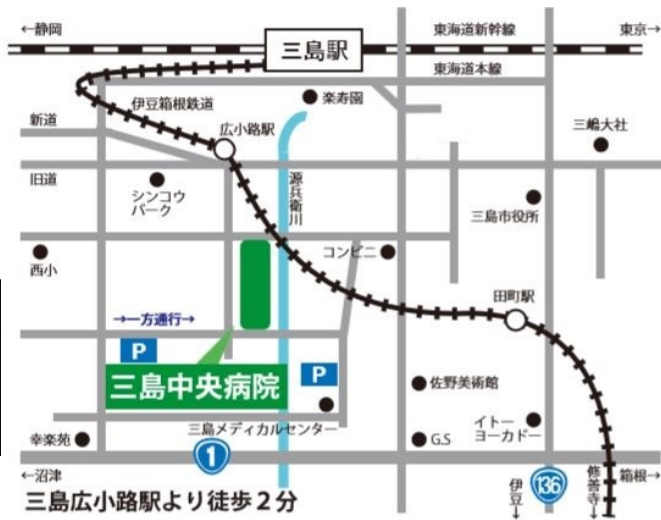 ←静岡
東海道新幹線
東京→
三島駅
東海道本線
伊豆箱根鉄道
楽寿園
新道
広小路駅
三嶋大社
旧道
シンコウ
パーク
源兵衛川
三島市役所
西小
コンビニ
田町駅
→一方通行→
P
P
三島中央病院
佐野美術館
三島メディカルセンター
イトー
ヨーカドー
幸楽苑
G.S
1
←沼津
136
箱根→
伊豆↓
修善寺↓
三島広小路駅より徒歩2分